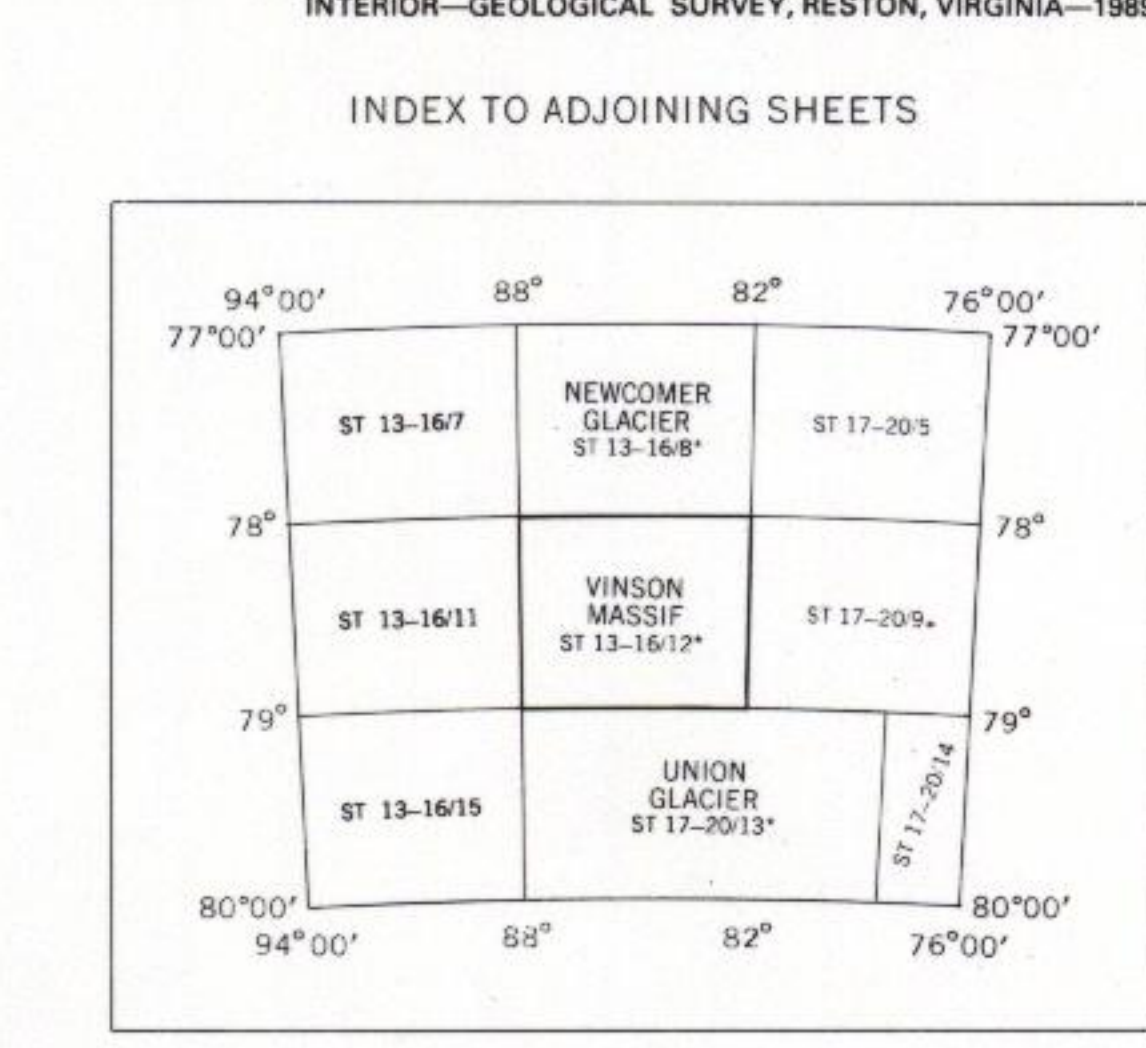 INTERIOR—GEOLOGICAL SURVEY, RESTON, VIRGINIA—1989
INDEX TO ADJOINING SHEETS
94°00′ 88° 82° 76°00′
77°00′ 77°00′
NEWCOMER
GLACIER
ST 13–16/8*
ST 13–16/7
ST 17–20/5
78° 78°
VINSON
MASSIF
ST 13–16/12*
ST 13–16/11
ST 17–20/9*
79° 79°
UNION
GLACIER
ST 17–20/13*
ST 13–16/15
ST 17–20/14
80°00′ 80°00′
94°00′ 88° 82° 76°00′